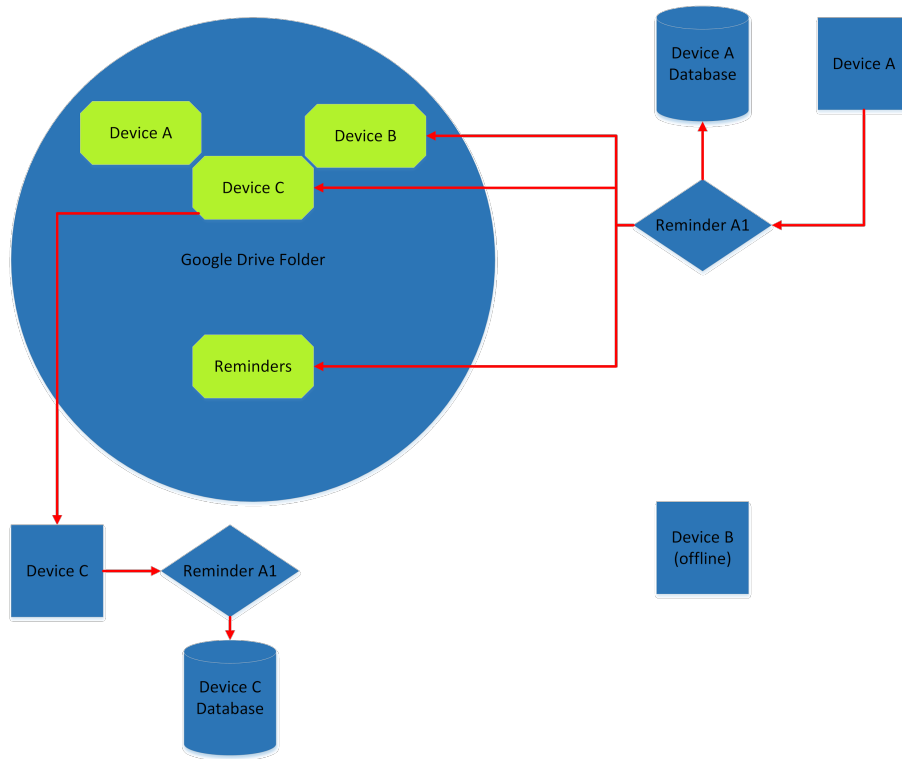 Device A
Database
Device A
Device A
Device B
Device C
Reminder A1
Google Drive Folder
Reminders
Device B
(offline)
Device C
Reminder A1
Device C
Database